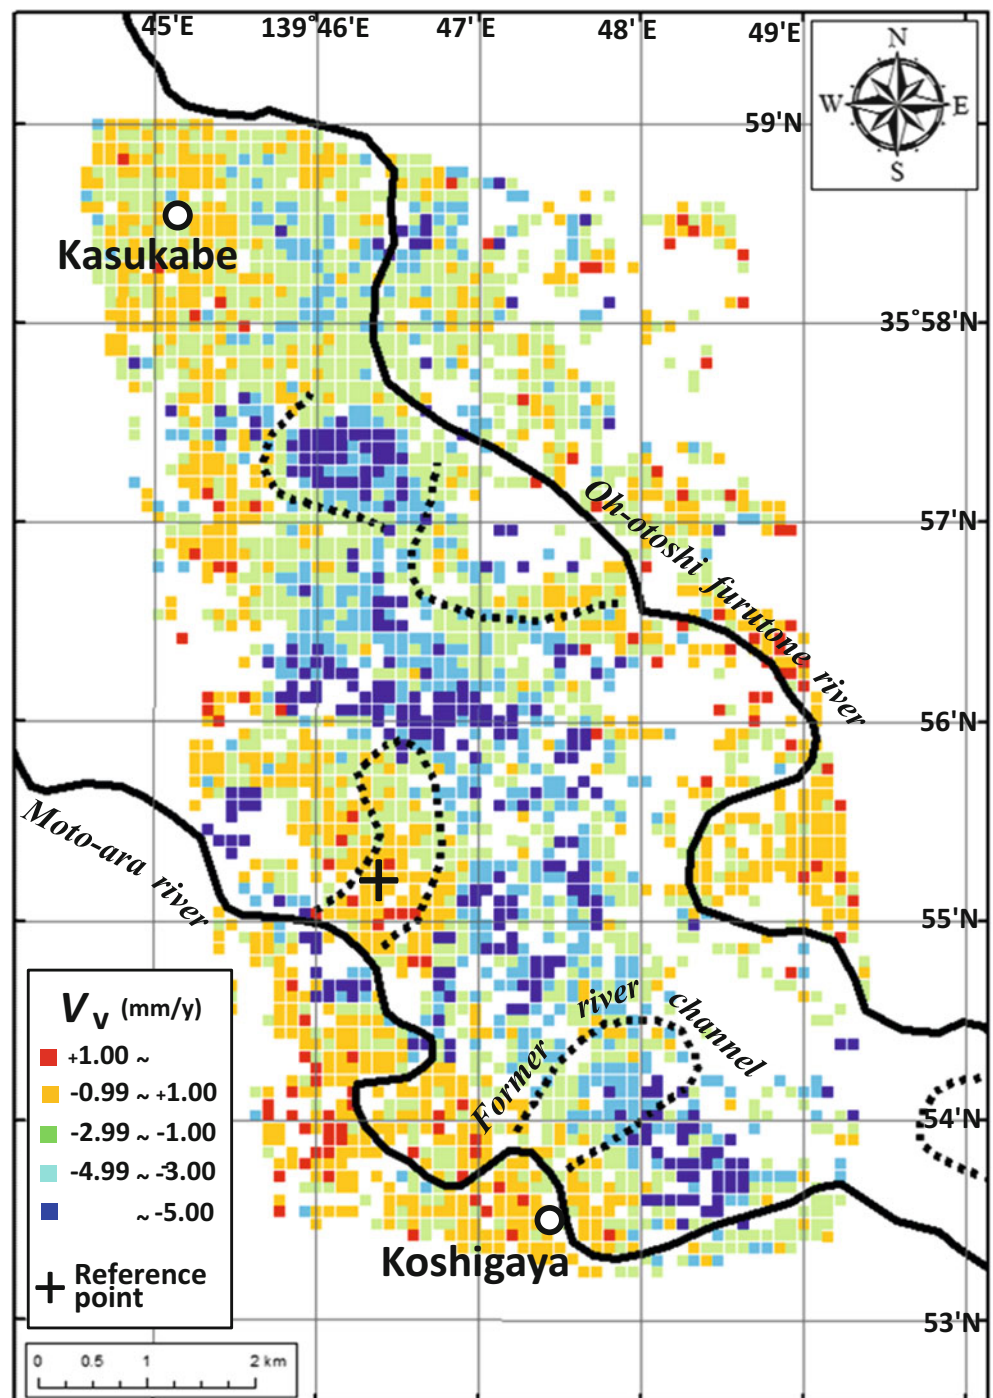 45'E 139°46'E 47'E 48'E 49'E
N
W E
S
59'N
Kasukabe
35°58'N
Oh-otoshi furutone river
57'N
56'N
Moto-ara river
55'N
Former river channel
54'N
Koshigaya
53'N
Vv (mm/y)
+1.00 ~
-0.99 ~ +1.00
-2.99 ~ -1.00
-4.99 ~ -3.00
~ -5.00
Reference
point
0 0.5 1 2 km